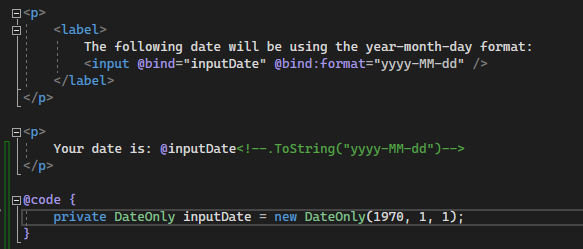 <p>
<label>
The following date will be using the year-month-day format:
<input @bind="inputDate" @bind:format="yyyy-MM-dd" />
</label>
</p>
<p>
Your date is: @inputDate<!--.ToString("yyyy-MM-dd")-->
</p>
@code {
private DateOnly inputDate = new DateOnly(1970, 1, 1);
}